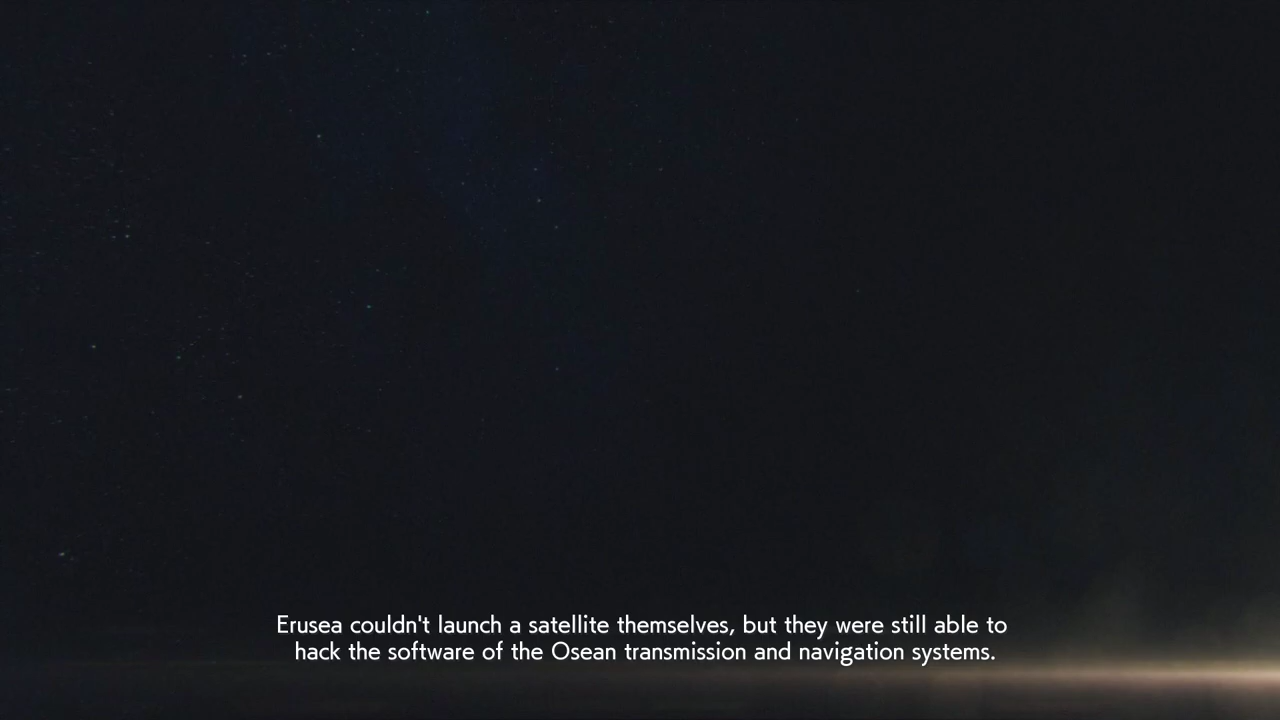 Erusea couldn't launch a satellite themselves, but they were still able to
hack the software of the Osean transmission and navigation systems.